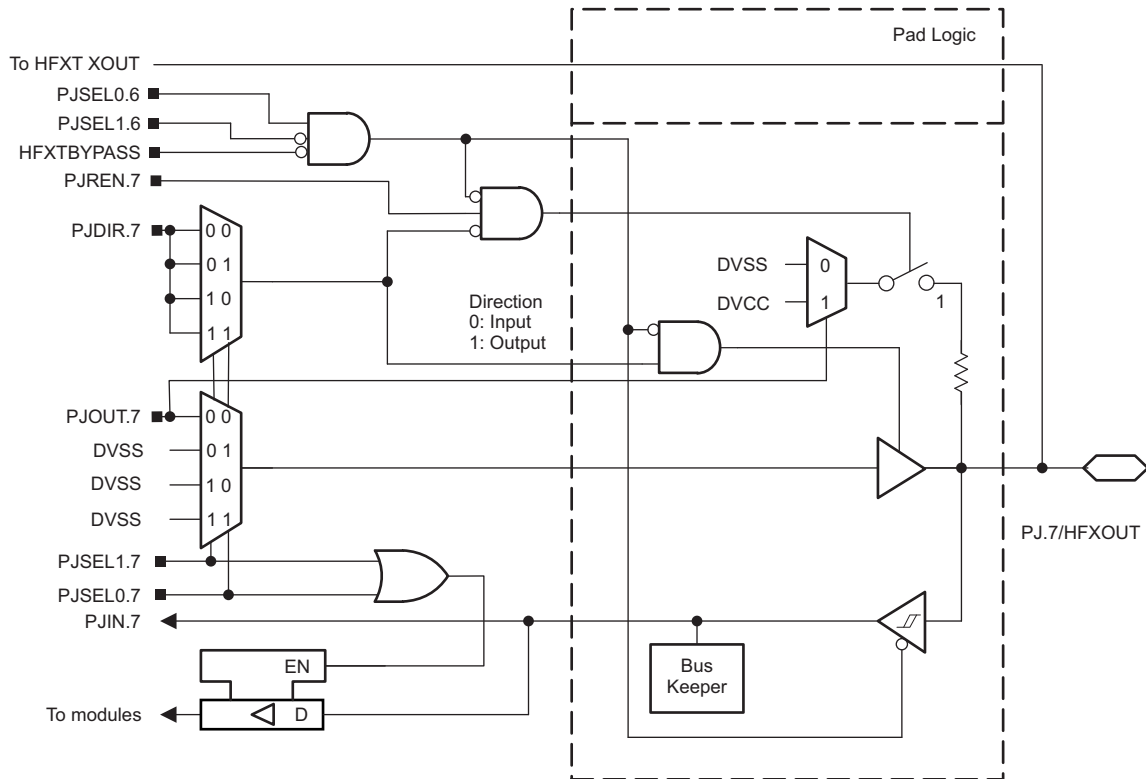 Pad Logic
To HFXT XOUT
PJSEL0.6
PJSEL1.6
HFXTBYPASS
PJREN.7
PJDIR.7
0 0
0 1
1 0
1 1
Direction
0: Input
1: Output
DVSS
0
DVCC
1
1
PJOUT.7
0 0
DVSS
0 1
DVSS
1 0
DVSS
1 1
PJ.7/HFXOUT
PJSEL1.7
PJSEL0.7
PJIN.7
Bus
Keeper
EN
D
To modules